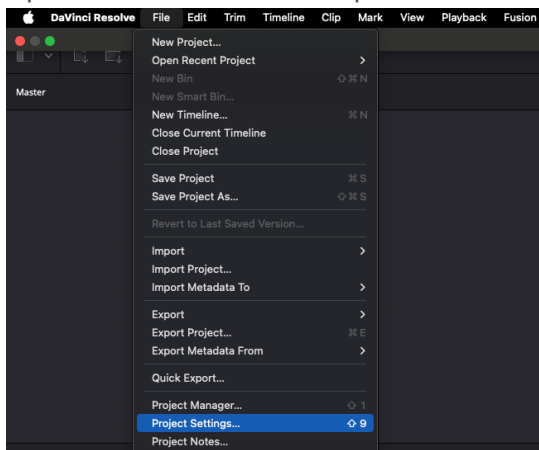 DaVinci Resolve File Edit Trim Timeline Clip Mark View Playback Fusion
New Project...
Open Recent Project >
New Bin ⇧⌘N
New Smart Bin...
Master
New Timeline... ⌘N
Close Current Timeline
Close Project
Save Project ⌘S
Save Project As... ⇧⌘S
Revert to Last Saved Version...
Import >
Import Project...
Import Metadata To >
Export >
Export Project... ⌘E
Export Metadata From >
Quick Export...
Project Manager... ⇧1
Project Settings... ⇧9
Project Notes...